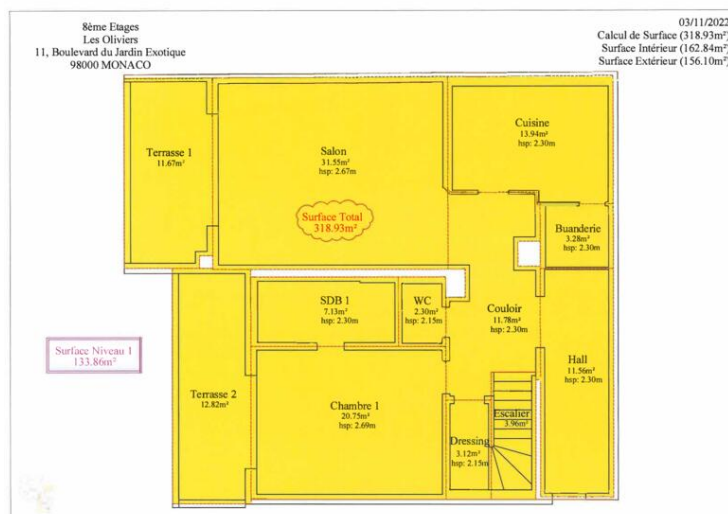 8ème Etages
Les Oliviers
11, Boulevard du Jardin Exotique
98000 MONACO
03/11/2022
Calcul de Surface (318.93m²)
Surface Intérieur (162.84m²)
Surface Extérieur (156.10m²)
Terrasse 1
11.67m²
Salon
31.55m²
hsp: 2.67m
Cuisine
13.94m²
hsp: 2.30m
Surface Total
318.93m²
Buanderie
3.28m²
hsp: 2.30m
SDB 1
7.13m²
hsp: 2.30m
WC
2.30m²
hsp: 2.15m
Couloir
11.78m²
hsp: 2.30m
Surface Niveau 1
133.86m²
Hall
11.56m²
hsp: 2.30m
Terrasse 2
12.82m²
Chambre 1
20.75m²
hsp: 2.69m
Escalier
3.96m²
Dressing
3.12m²
hsp: 2.15m